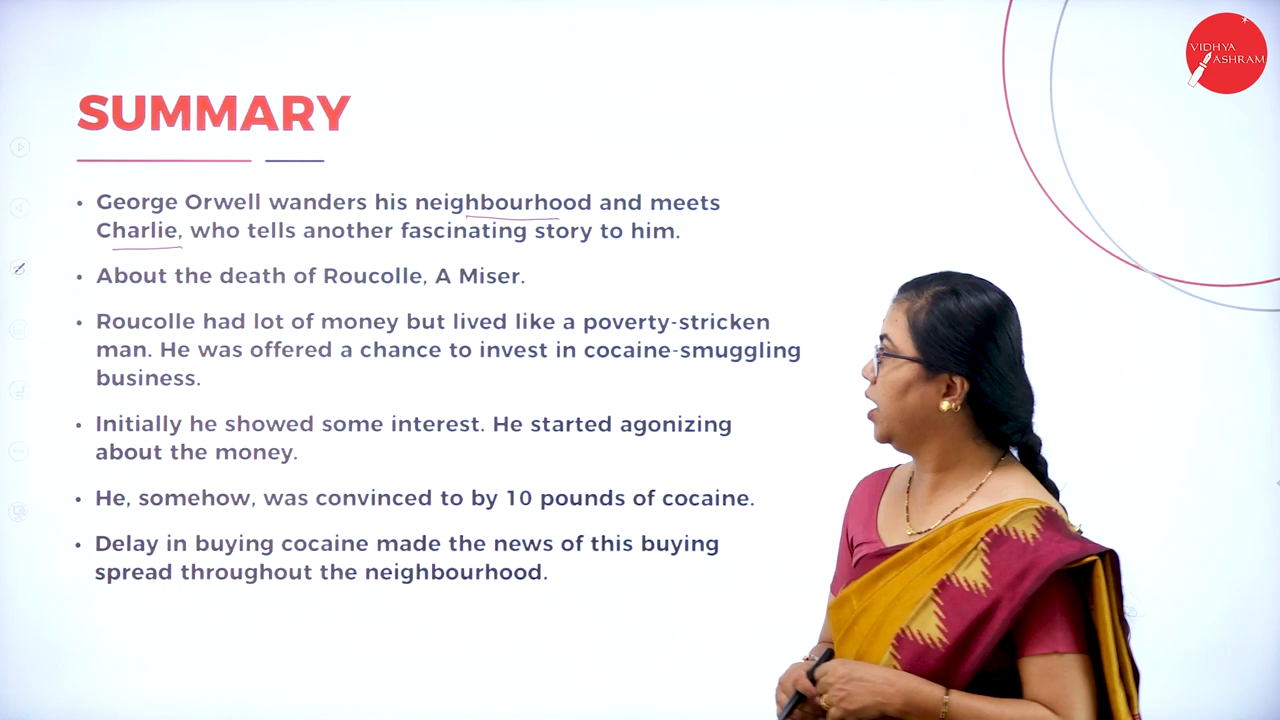 VIDHYA
ASHRAM
SUMMARY
• George Orwell wanders his neighbourhood and meets
Charlie, who tells another fascinating story to him.
• About the death of Roucolle, A Miser.
• Roucolle had lot of money but lived like a poverty-stricken
man. He was offered a chance to invest in cocaine-smuggling
business.
• Initially he showed some interest. He started agonizing
about the money.
• He, somehow, was convinced to by 10 pounds of cocaine.
• Delay in buying cocaine made the news of this buying
spread throughout the neighbourhood.